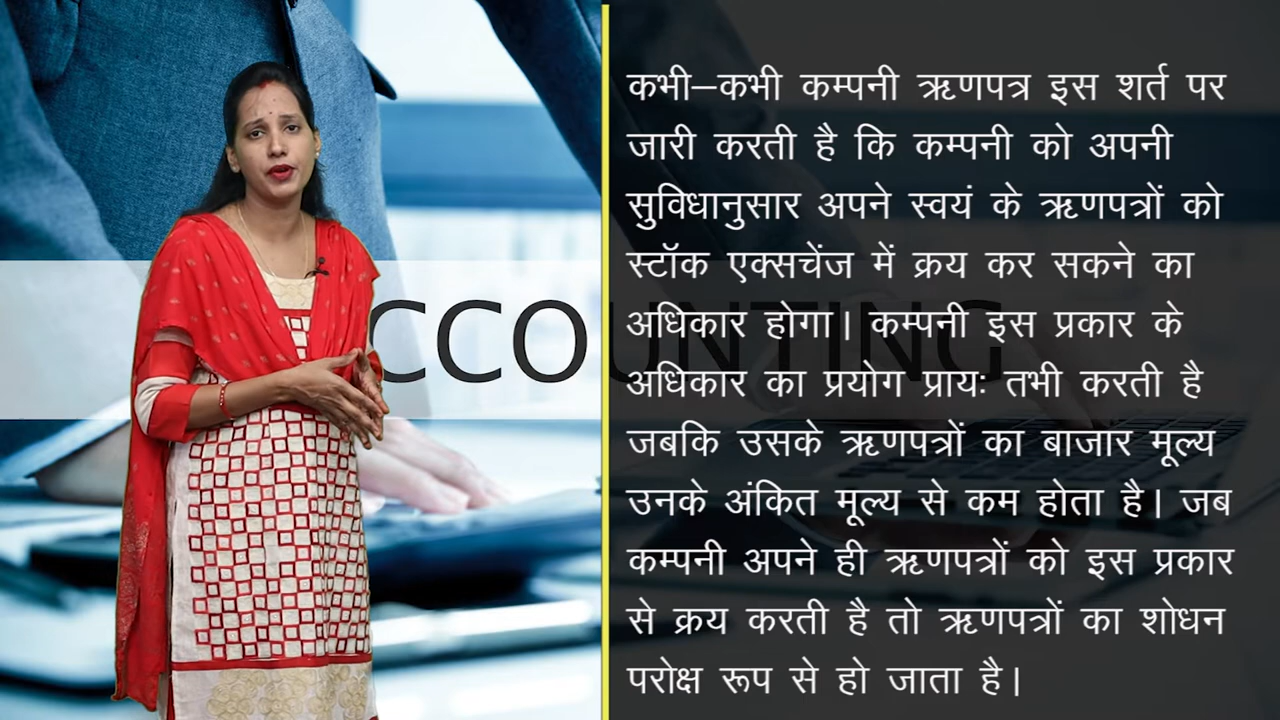 कभी–कभी कम्पनी ऋणपत्र इस शर्त पर
जारी करती है कि कम्पनी को अपनी
सुविधानुसार अपने स्वयं के ऋणपत्रों को
स्टॉक एक्सचेंज में क्रय कर सकने का
अधिकार होगा। कम्पनी इस प्रकार के
अधिकार का प्रयोग प्रायः तभी करती है
जबकि उसके ऋणपत्रों का बाजार मूल्य
उनके अंकित मूल्य से कम होता है। जब
कम्पनी अपने ही ऋणपत्रों को इस प्रकार
से क्रय करती है तो ऋणपत्रों का शोधन
परोक्ष रूप से हो जाता है।
CCOUNTING